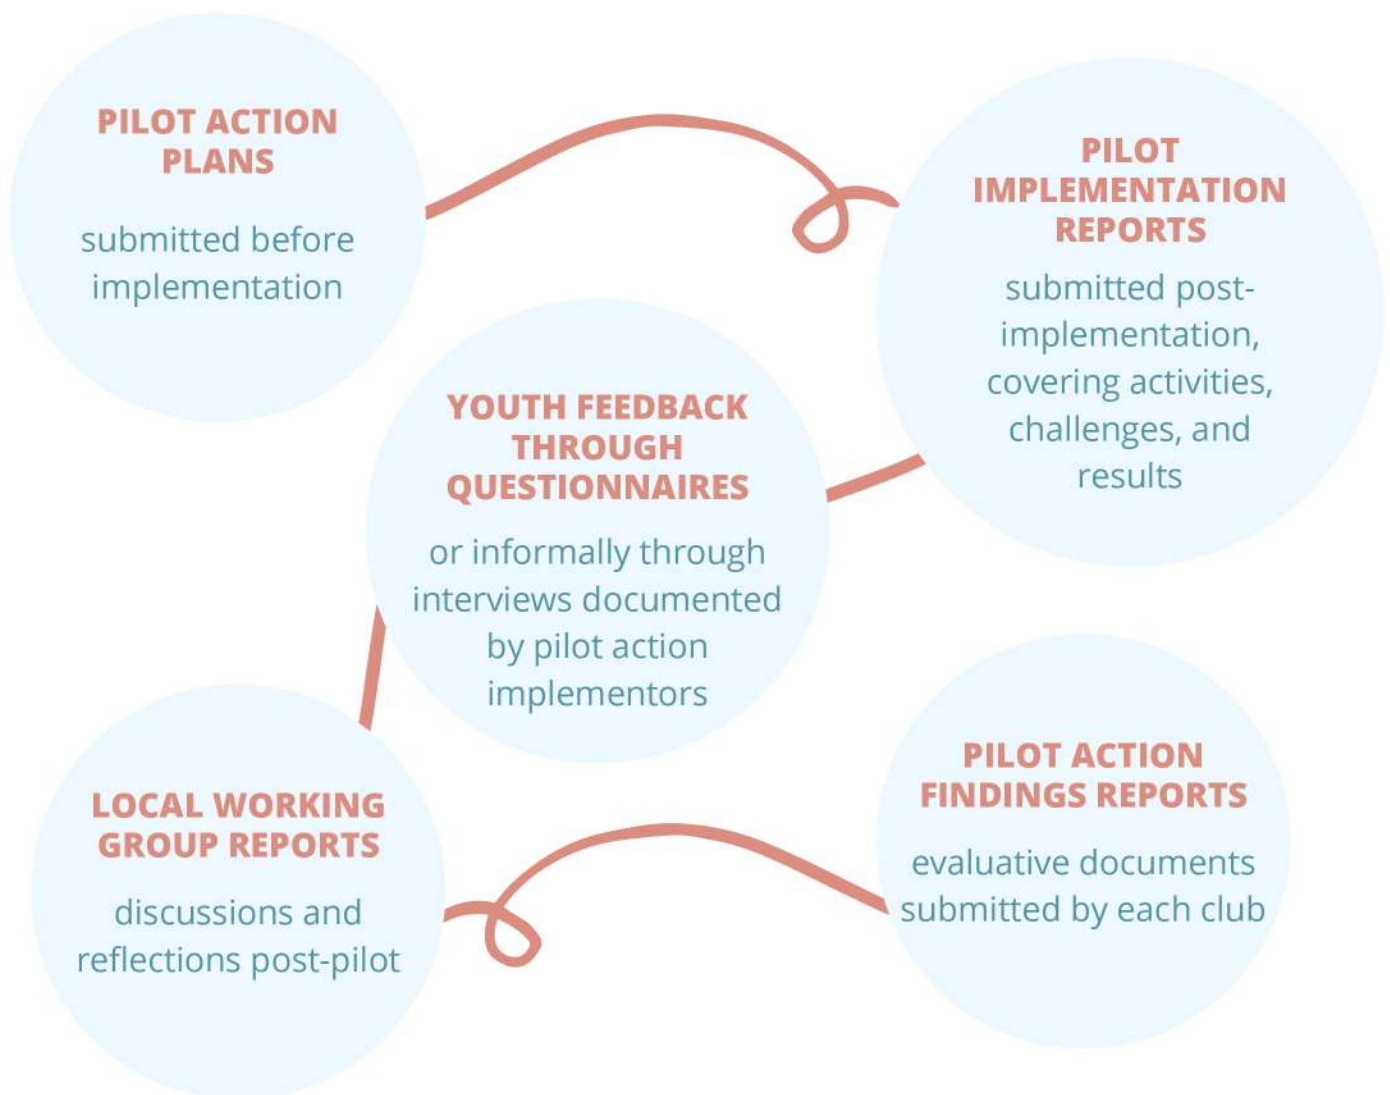 PILOT ACTION
PLANS
submitted before
implementation
PILOT
IMPLEMENTATION
REPORTS
submitted post-
implementation,
covering activities,
challenges, and
results
YOUTH FEEDBACK
THROUGH
QUESTIONNAIRES
or informally through
interviews documented
by pilot action
implementors
LOCAL WORKING
GROUP REPORTS
discussions and
reflections post-pilot
PILOT ACTION
FINDINGS REPORTS
evaluative documents
submitted by each club